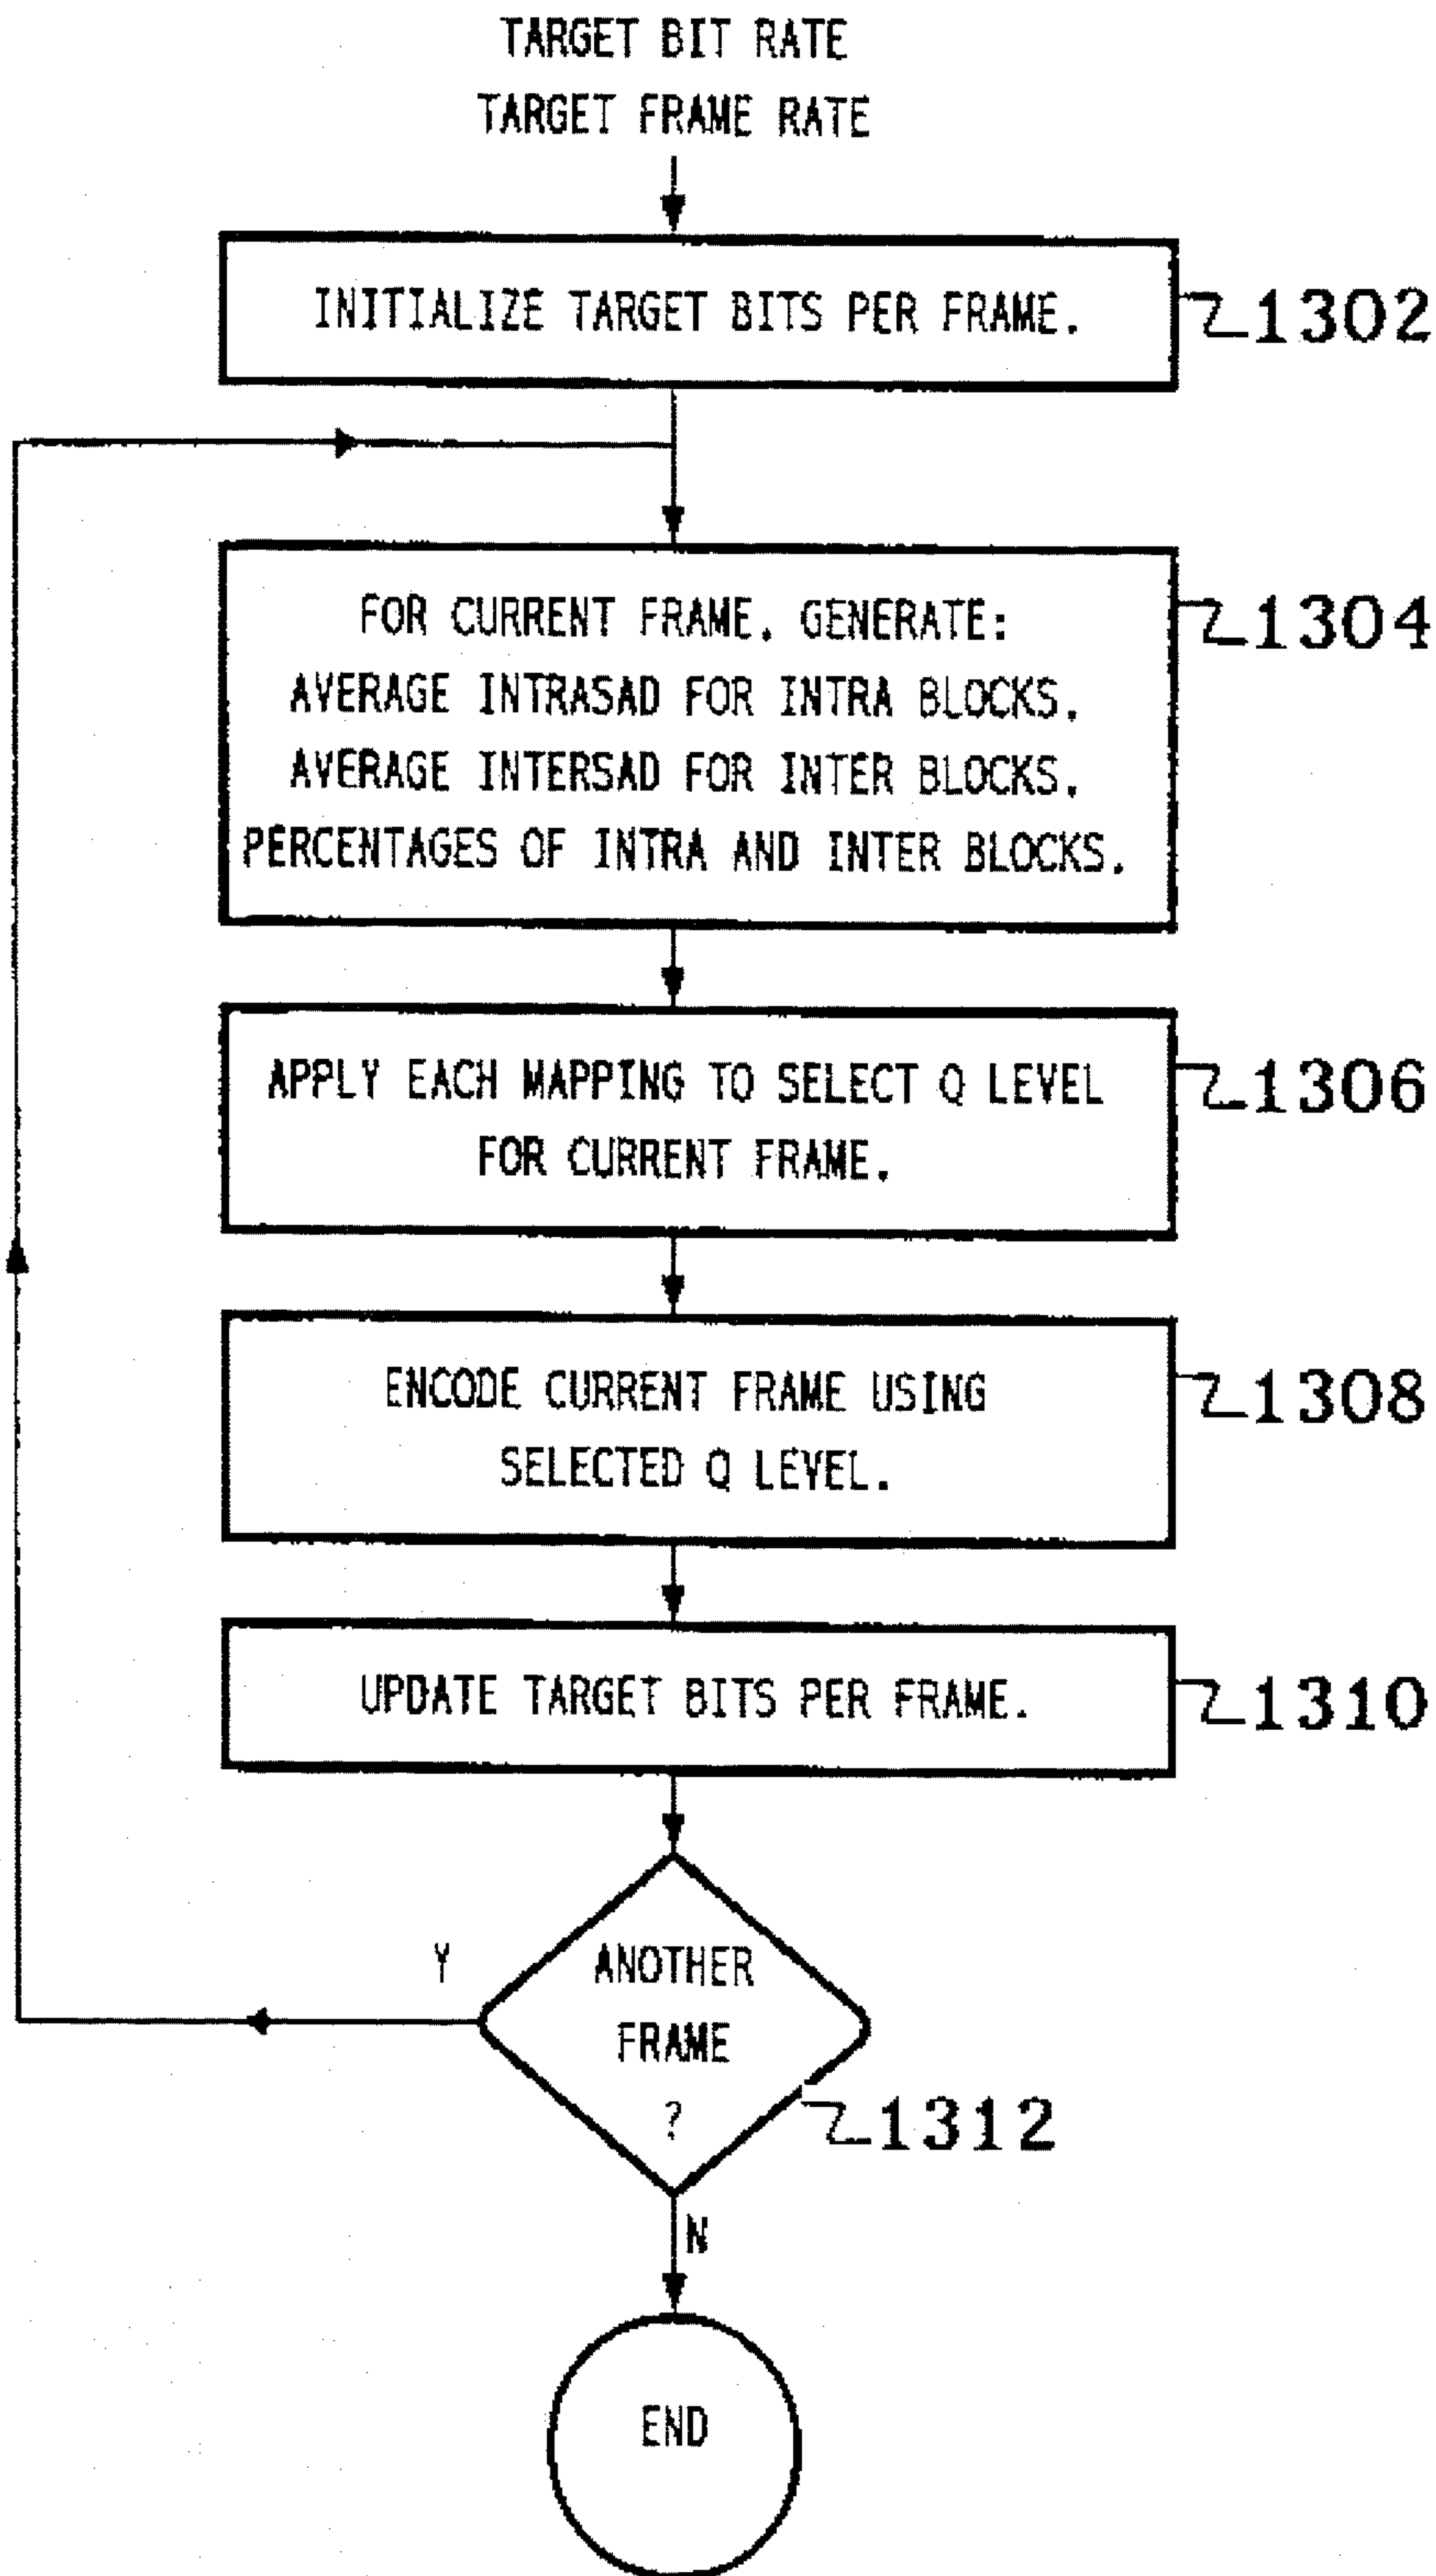 TARGET BIT RATE
TARGET FRAME RATE
INITIALIZE TARGET BITS PER FRAME.
1302
FOR CURRENT FRAME. GENERATE:
AVERAGE INTRASAD FOR INTRA BLOCKS.
AVERAGE INTERSAD FOR INTER BLOCKS.
PERCENTAGES OF INTRA AND INTER BLOCKS.
1304
APPLY EACH MAPPING TO SELECT Q LEVEL
FOR CURRENT FRAME.
1306
ENCODE CURRENT FRAME USING
SELECTED Q LEVEL.
1308
UPDATE TARGET BITS PER FRAME.
1310
Y
ANOTHER
FRAME
?
1312
N
END